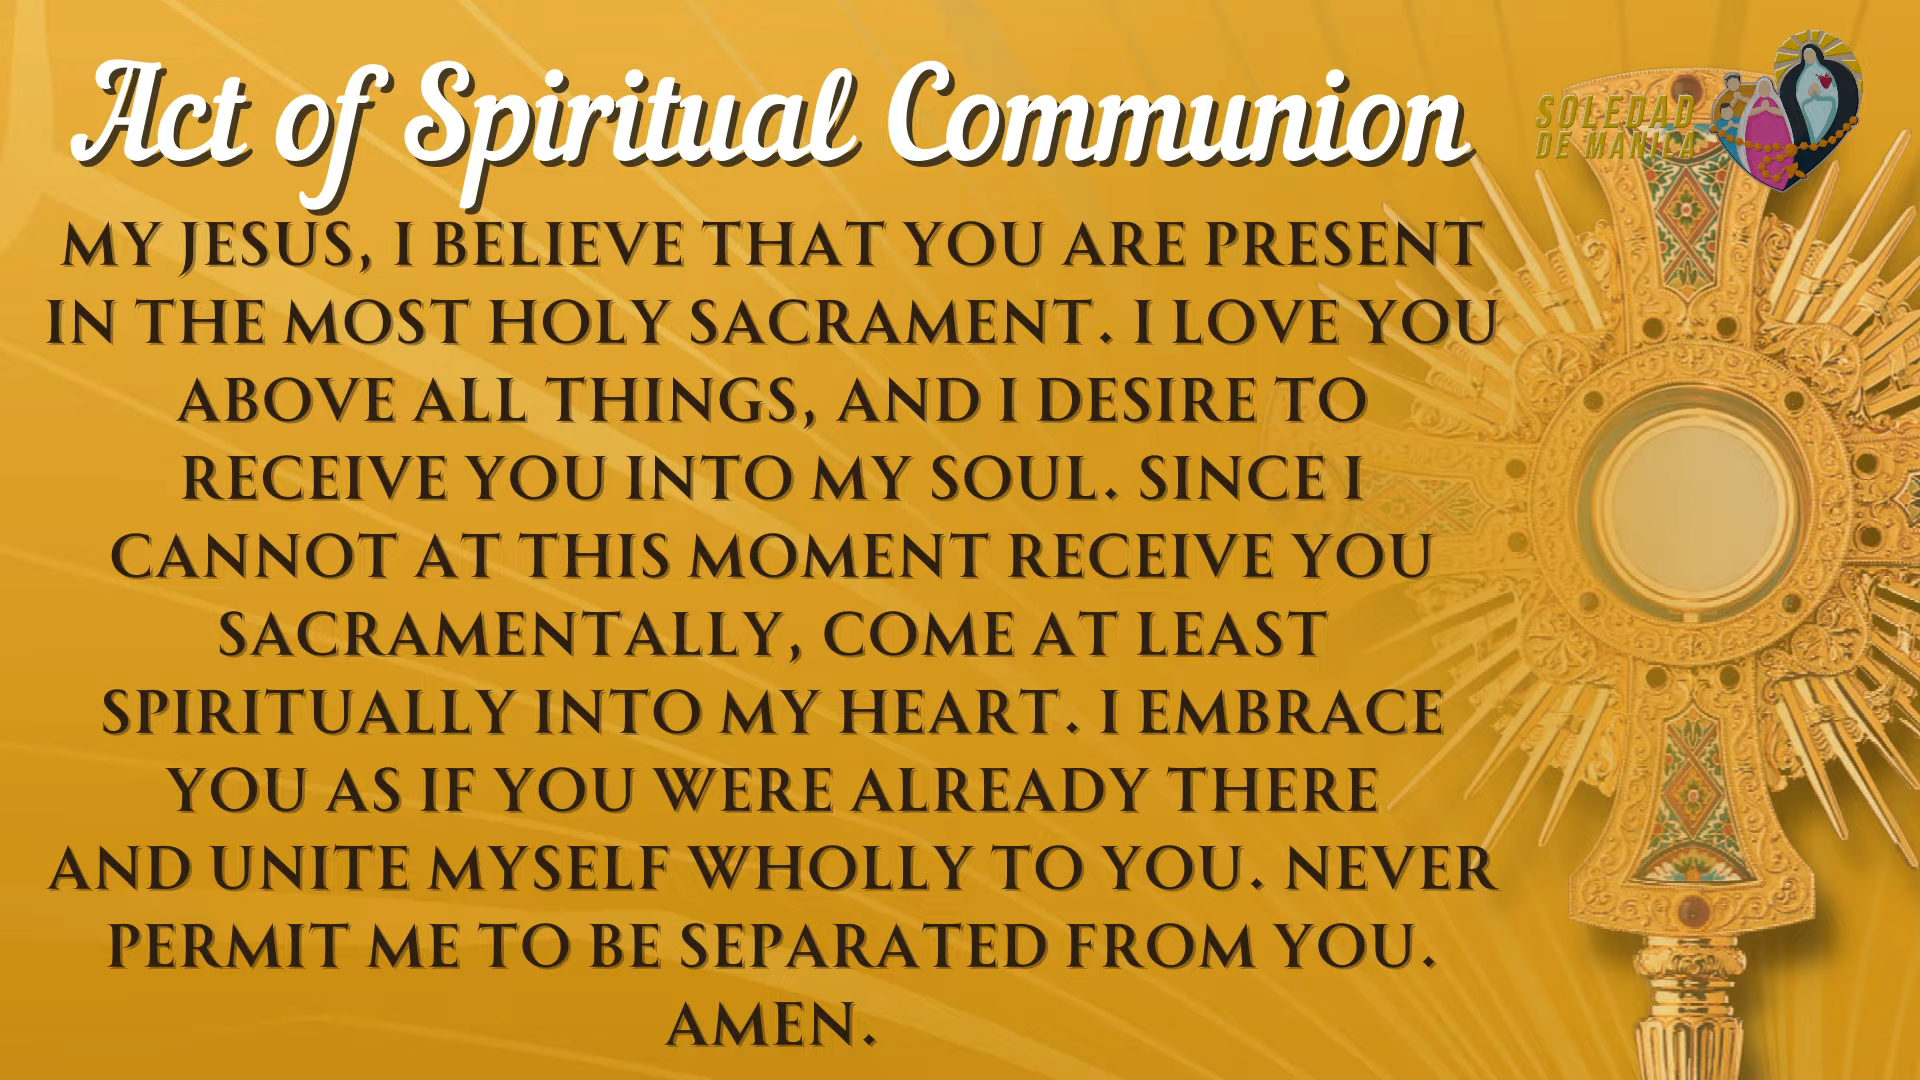 Act of Spiritual Communion
SOLEDAD
DE MANILA
MY JESUS, I BELIEVE THAT YOU ARE PRESENT
IN THE MOST HOLY SACRAMENT. I LOVE YOU
ABOVE ALL THINGS, AND I DESIRE TO
RECEIVE YOU INTO MY SOUL. SINCE I
CANNOT AT THIS MOMENT RECEIVE YOU
SACRAMENTALLY, COME AT LEAST
SPIRITUALLY INTO MY HEART. I EMBRACE
YOU AS IF YOU WERE ALREADY THERE
AND UNITE MYSELF WHOLLY TO YOU. NEVER
PERMIT ME TO BE SEPARATED FROM YOU.
AMEN.